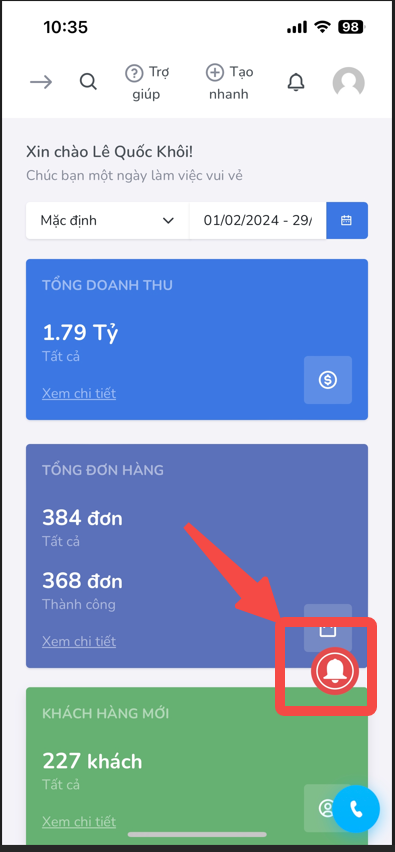 10:35
98
Trợ giúp
Tạo nhanh
Xin chào Lê Quốc Khôi!
Chúc bạn một ngày làm việc vui vẻ
Mặc định
01/02/2024 - 29/
TỔNG DOANH THU
1.79 Tỷ
Tất cả
Xem chi tiết
TỔNG ĐƠN HÀNG
384 đơn
Tất cả
368 đơn
Thành công
Xem chi tiết
KHÁCH HÀNG MỚI
227 khách
Tất cả
Xem chi tiết